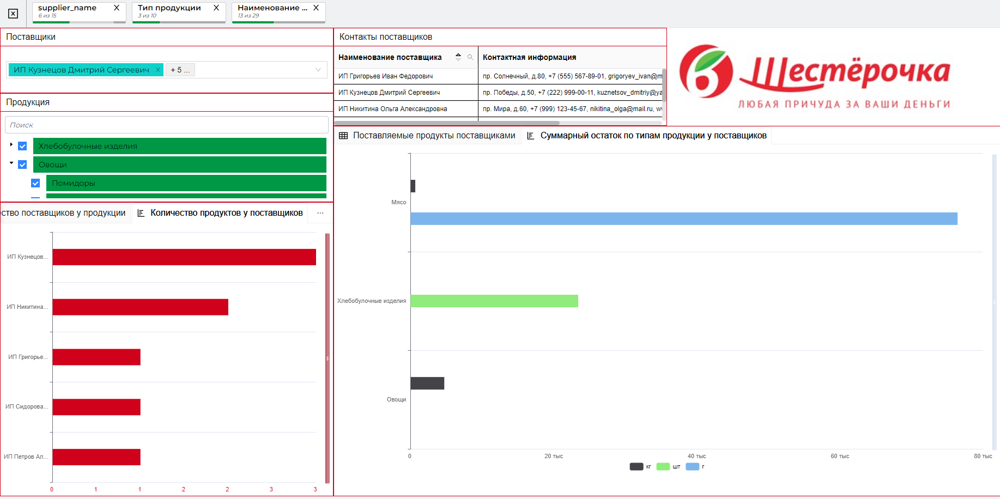 supplier_name X
6 из 15
Тип продукции X
3 из 10
Наименование ... X
13 из 29
Поставщики
ИП Кузнецов Дмитрий Сергеевич × + 5 ...
Продукция
Поиск
Хлебобулочные изделия
Овощи
Помидоры
Контакты поставщиков
Наименование поставщика Контактная информация
ИП Григорьев Иван Федорович пр. Солнечный, д.80, +7 (555) 567-89-01, grigoryev_ivan@m
ИП Кузнецов Дмитрий Сергеевич пр. Победы, д.50, +7 (222) 999-00-11, kuznetsov_dmitriy@ya
ИП Никитина Ольга Александровна пр. Мира, д.60, +7 (999) 123-45-67, nikitina_olga@mail.ru, w
Шестёрочка
ЛЮБАЯ ПРИЧУДА ЗА ВАШИ ДЕНЬГИ
ство поставщиков у продукции Количество продуктов у поставщиков ...
ИП Кузнецов...
ИП Никитина...
ИП Григорье...
ИП Сидорова...
ИП Петров Ал...
0 1 1 2 2 3 3
Поставляемые продукты поставщиками Суммарный остаток по типам продукции у поставщиков
Мясо
Хлебобулочные изделия
Овощи
0 20 тыс 40 тыс 60 тыс 80 тыс
кг шт г